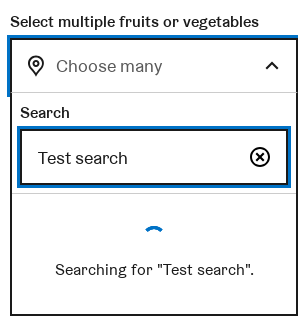 Select multiple fruits or vegetables
Choose many
Search
Test search
Searching for "Test search".